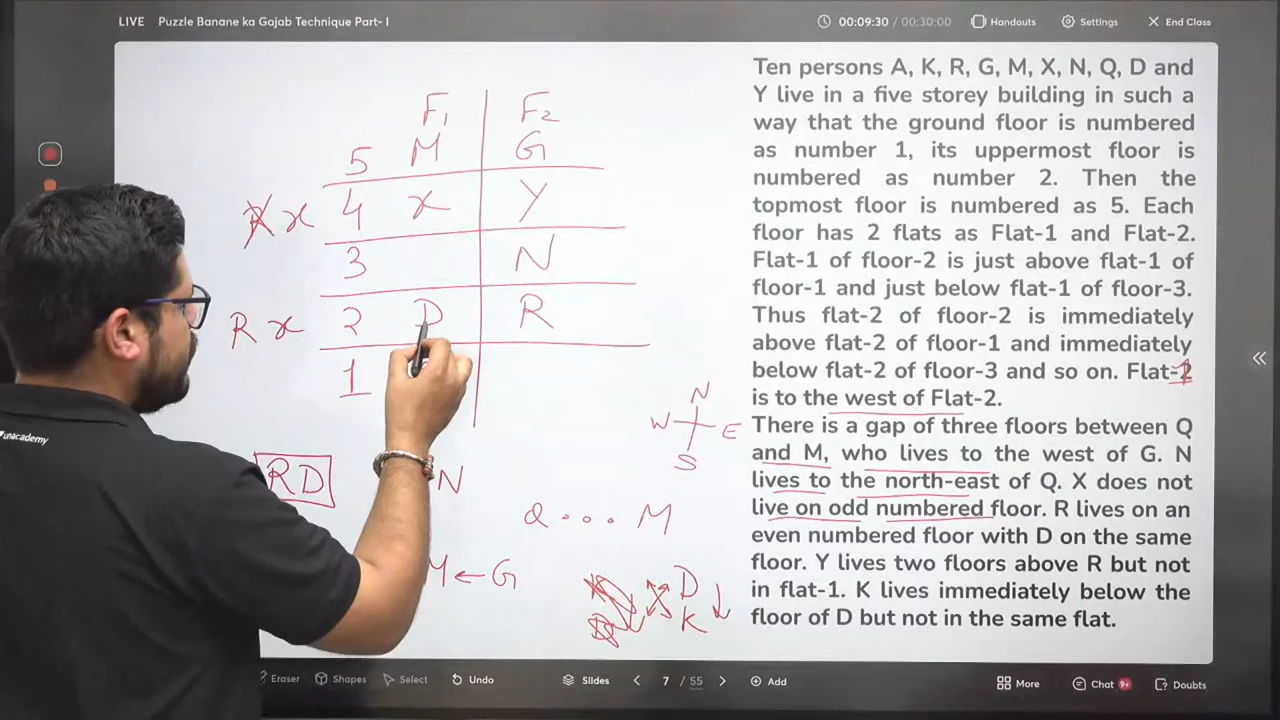 LIVE Puzzle Banane ka Gajab Technique Part- I
00:09:30 / 00:30:00
Handouts
Settings
End Class
F1 F2
5 M G
x 4 x Y
3 N
R x 2 D R
1
RD
N
Q . . . M
← G
D
K
N
W E
S
unacademy
Ten persons A, K, R, G, M, X, N, Q, D and
Y live in a five storey building in such a
way that the ground floor is numbered
as number 1, its uppermost floor is
numbered as number 2. Then the
topmost floor is numbered as 5. Each
floor has 2 flats as Flat-1 and Flat-2.
Flat-1 of floor-2 is just above flat-1 of
floor-1 and just below flat-1 of floor-3.
Thus flat-2 of floor-2 is immediately
above flat-2 of floor-1 and immediately
below flat-2 of floor-3 and so on. Flat-1
is to the west of Flat-2.
There is a gap of three floors between Q
and M, who lives to the west of G. N
lives to the north-east of Q. X does not
live on odd numbered floor. R lives on an
even numbered floor with D on the same
floor. Y lives two floors above R but not
in flat-1. K lives immediately below the
floor of D but not in the same flat.
Eraser
Shapes
Select
Undo
Slides
7 / 55
Add
More
Chat 9+
Doubts